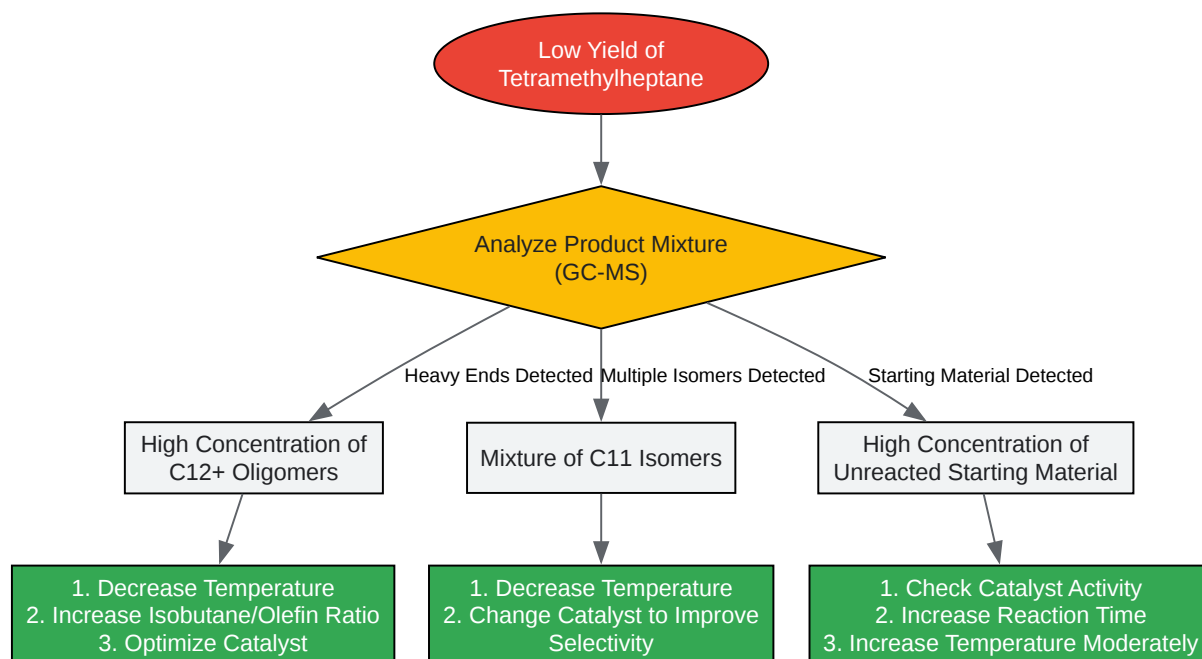 Low Yield of
Tetramethylheptane
Analyze Product Mixture
(GC-MS)
Heavy Ends Detected
Multiple Isomers Detected
Starting Material Detected
High Concentration of
C12+ Oligomers
Mixture of C11 Isomers
High Concentration of
Unreacted Starting Material
1. Decrease Temperature
2. Increase Isobutane/Olefin Ratio
3. Optimize Catalyst
1. Decrease Temperature
2. Change Catalyst to Improve
Selectivity
1. Check Catalyst Activity
2. Increase Reaction Time
3. Increase Temperature Moderately